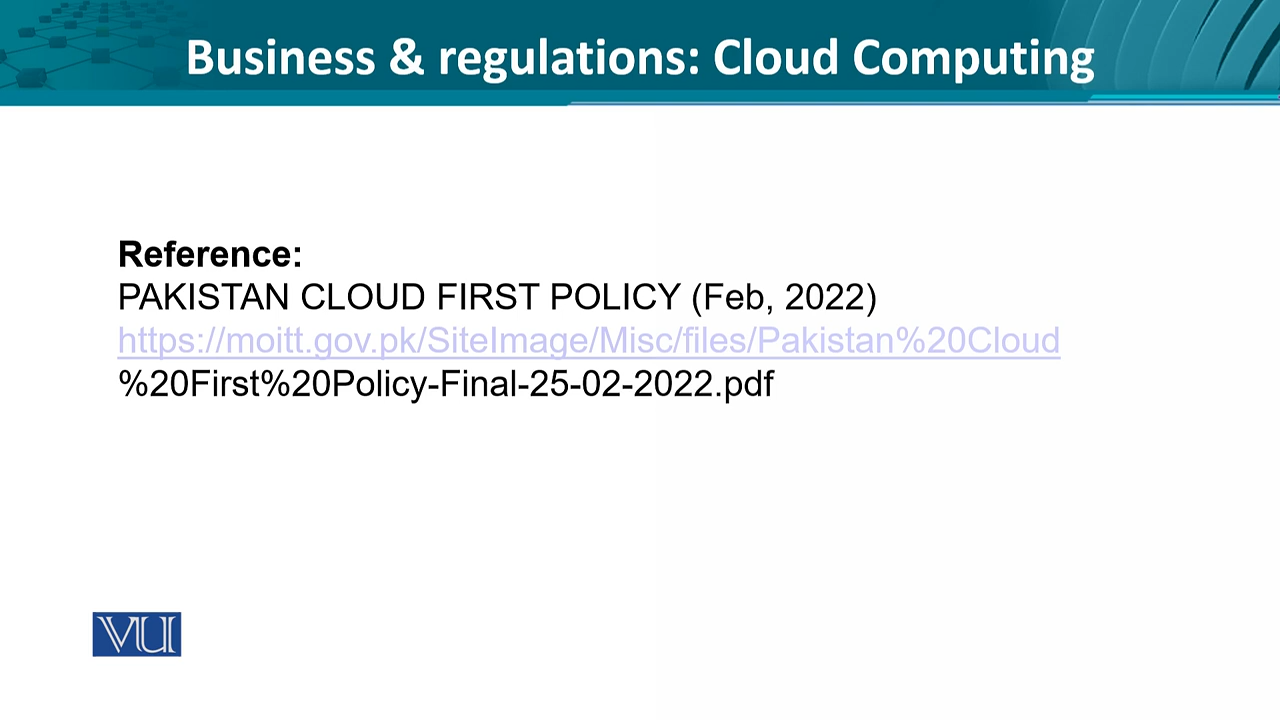 Business & regulations: Cloud Computing
Reference:
PAKISTAN CLOUD FIRST POLICY (Feb, 2022)
https://moitt.gov.pk/SiteImage/Misc/files/Pakistan%20Cloud
%20First%20Policy-Final-25-02-2022.pdf
VU